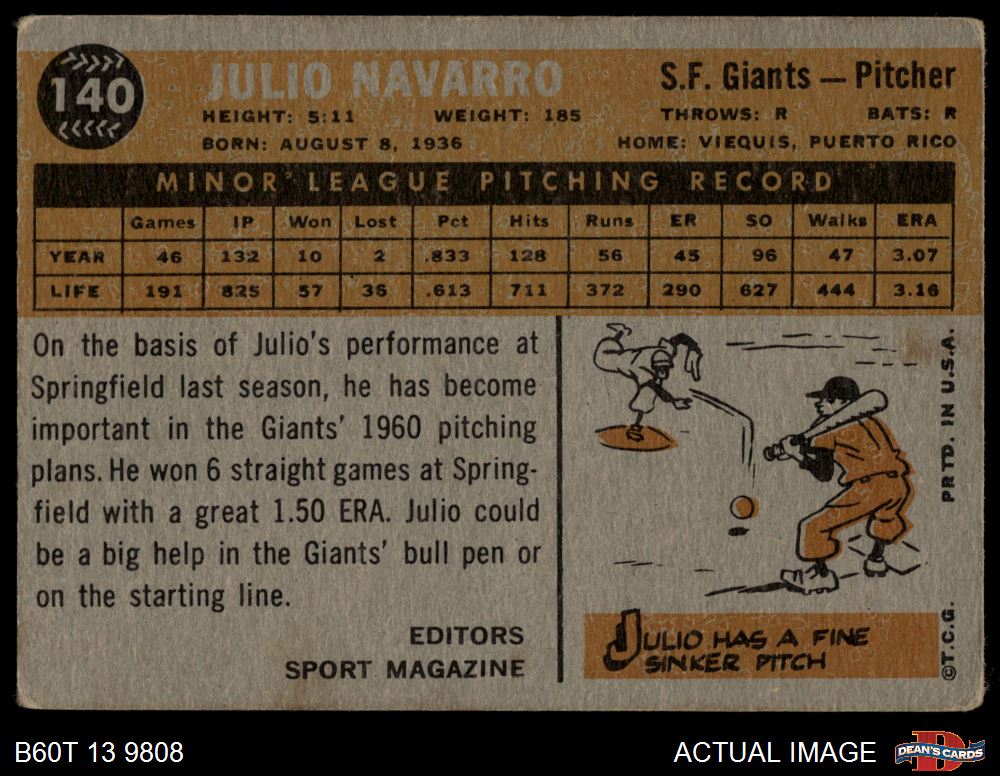 140
JULIO NAVARRO
S.F. Giants — Pitcher
HEIGHT: 5:11 WEIGHT: 185 THROWS: R BATS: R
BORN: AUGUST 8, 1936 HOME: VIEQUIS, PUERTO RICO
MINOR LEAGUE PITCHING RECORD
Games IP Won Lost Pct Hits Runs ER SO Walks ERA
YEAR 46 132 10 2 .833 128 56 45 96 47 3.07
LIFE 191 825 57 36 .613 711 372 290 627 444 3.16
On the basis of Julio's performance at
Springfield last season, he has become
important in the Giants' 1960 pitching
plans. He won 6 straight games at Spring-
field with a great 1.50 ERA. Julio could
be a big help in the Giants' bull pen or
on the starting line.
EDITORS
SPORT MAGAZINE
JULIO HAS A FINE
SINKER PITCH
©T.C.G. PRTD. IN U.S.A.
B60T 13 9808
ACTUAL IMAGE
DEAN'S CARDS